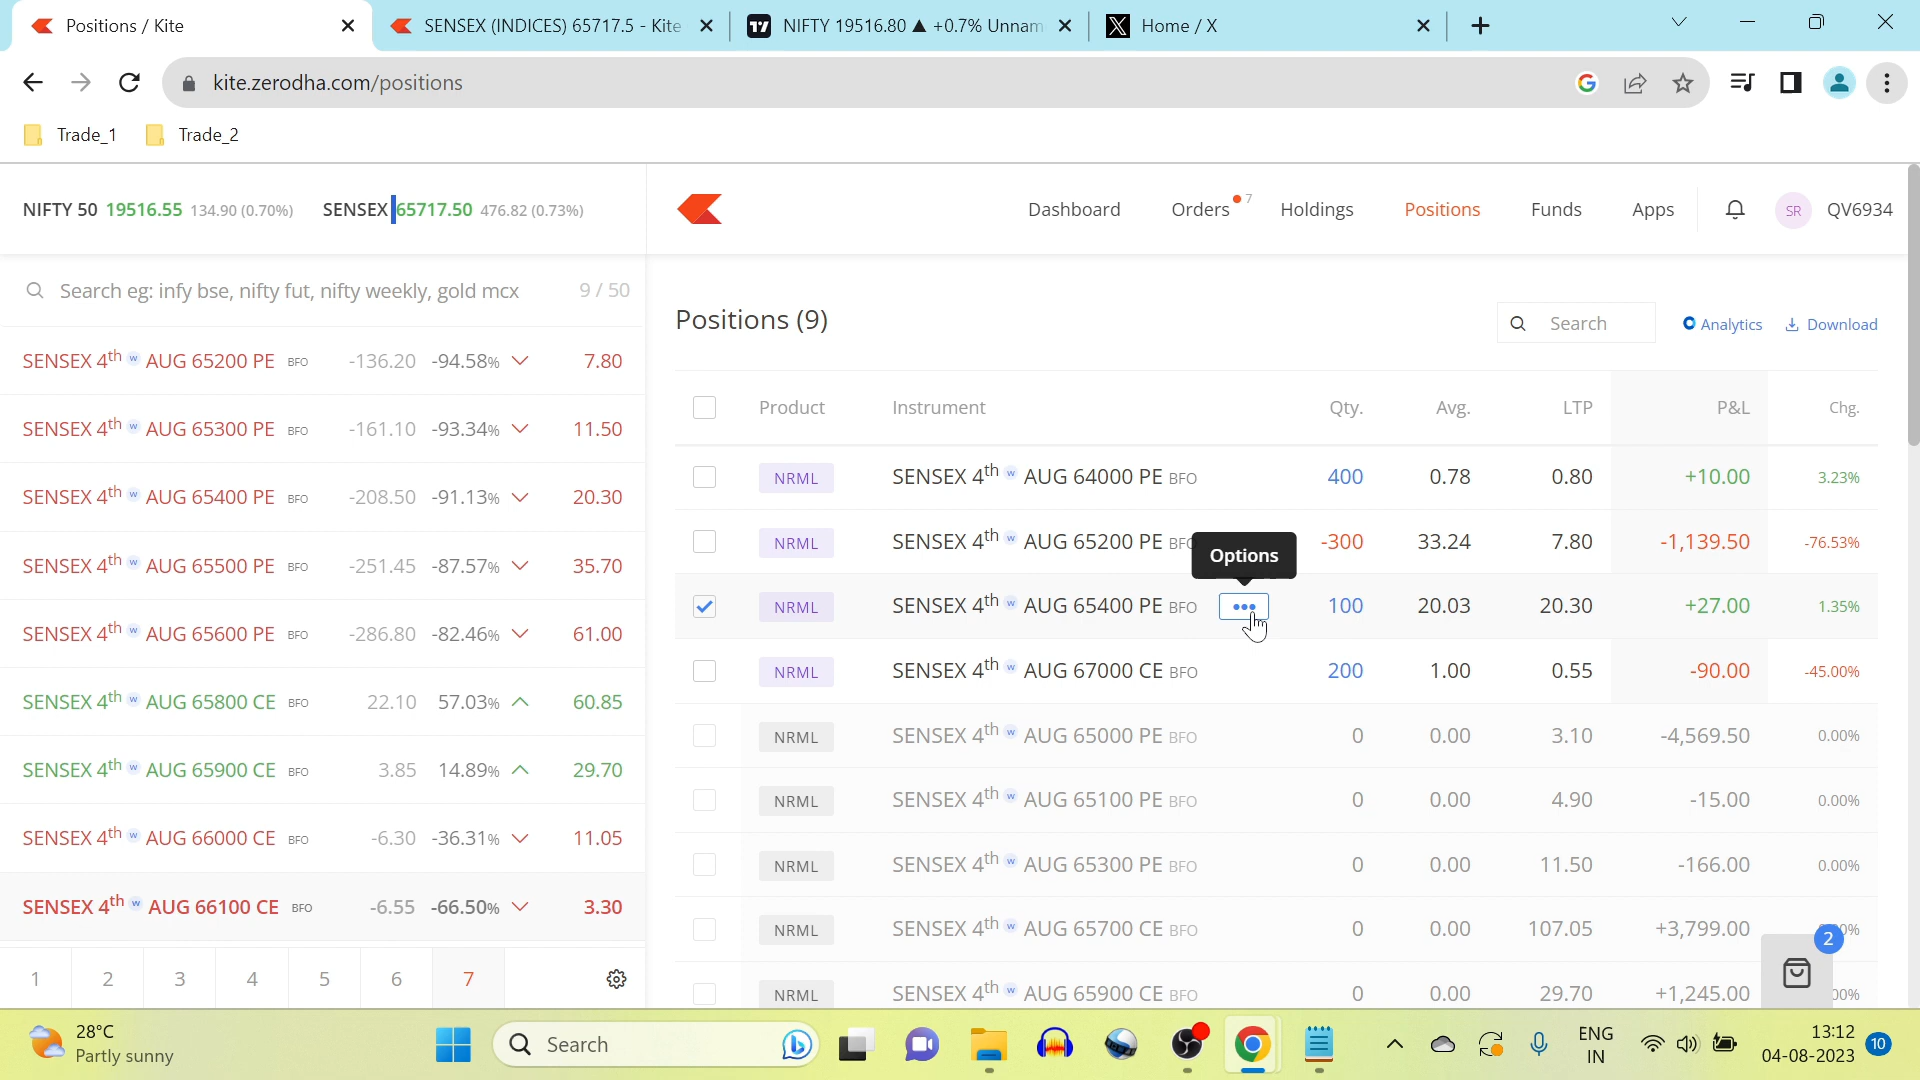 Positions / Kite
SENSEX (INDICES) 65717.5 - Kite
NIFTY 19516.80 ▲ +0.7% Unnam
Home / X
kite.zerodha.com/positions
Trade_1
Trade_2
NIFTY 50 19516.55 134.90 (0.70%) SENSEX 65717.50 476.82 (0.73%)
Dashboard Orders 7 Holdings Positions Funds Apps SR QV6934
Search eg: infy bse, nifty fut, nifty weekly, gold mcx 9 / 50
SENSEX 4th w AUG 65200 PE BFO -136.20 -94.58% 7.80
SENSEX 4th w AUG 65300 PE BFO -161.10 -93.34% 11.50
SENSEX 4th w AUG 65400 PE BFO -208.50 -91.13% 20.30
SENSEX 4th w AUG 65500 PE BFO -251.45 -87.57% 35.70
SENSEX 4th w AUG 65600 PE BFO -286.80 -82.46% 61.00
SENSEX 4th w AUG 65800 CE BFO 22.10 57.03% 60.85
SENSEX 4th w AUG 65900 CE BFO 3.85 14.89% 29.70
SENSEX 4th w AUG 66000 CE BFO -6.30 -36.31% 11.05
SENSEX 4th w AUG 66100 CE BFO -6.55 -66.50% 3.30
1 2 3 4 5 6 7
Positions (9)
Search
Analytics
Download
Product Instrument Qty. Avg. LTP P&L Chg.
NRML SENSEX 4th w AUG 64000 PE BFO 400 0.78 0.80 +10.00 3.23%
NRML SENSEX 4th w AUG 65200 PE BFO -300 33.24 7.80 -1,139.50 -76.53%
Options
NRML SENSEX 4th w AUG 65400 PE BFO 100 20.03 20.30 +27.00 1.35%
NRML SENSEX 4th w AUG 67000 CE BFO 200 1.00 0.55 -90.00 -45.00%
NRML SENSEX 4th w AUG 65000 PE BFO 0 0.00 3.10 -4,569.50 0.00%
NRML SENSEX 4th w AUG 65100 PE BFO 0 0.00 4.90 -15.00 0.00%
NRML SENSEX 4th w AUG 65300 PE BFO 0 0.00 11.50 -166.00 0.00%
NRML SENSEX 4th w AUG 65700 CE BFO 0 0.00 107.05 +3,799.00 0%
2
NRML SENSEX 4th w AUG 65900 CE BFO 0 0.00 29.70 +1,245.00 00%
28°C
Partly sunny
Search
ENG
IN
13:12
04-08-2023
10